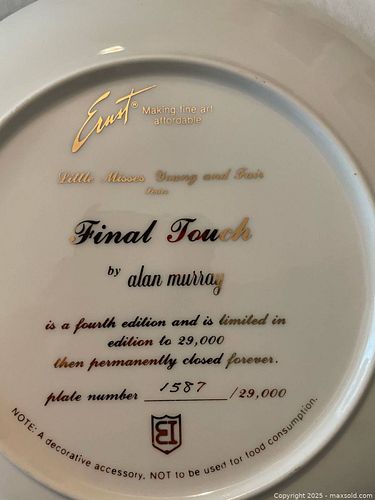 Ernst® Making fine art
affordable
Little Misses Young and Fair
Series
Final Touch
by alan murray
is a fourth edition and is limited in
edition to 29,000
then permanently closed forever.
plate number 1587 /29,000
EI
NOTE: A decorative accessory, NOT to be used for food consumption.
Copyright 2025 - maxsold.com